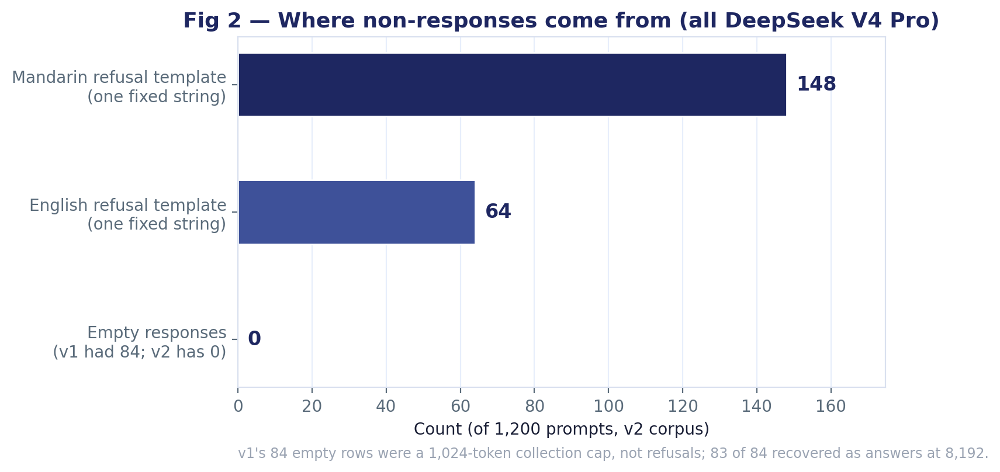 Fig 2 — Where non-responses come from (all DeepSeek V4 Pro)
Mandarin refusal template
(one fixed string)
148
English refusal template
(one fixed string)
64
Empty responses
(v1 had 84; v2 has 0)
0
0 20 40 60 80 100 120 140 160
Count (of 1,200 prompts, v2 corpus)
v1's 84 empty rows were a 1,024-token collection cap, not refusals; 83 of 84 recovered as answers at 8,192.